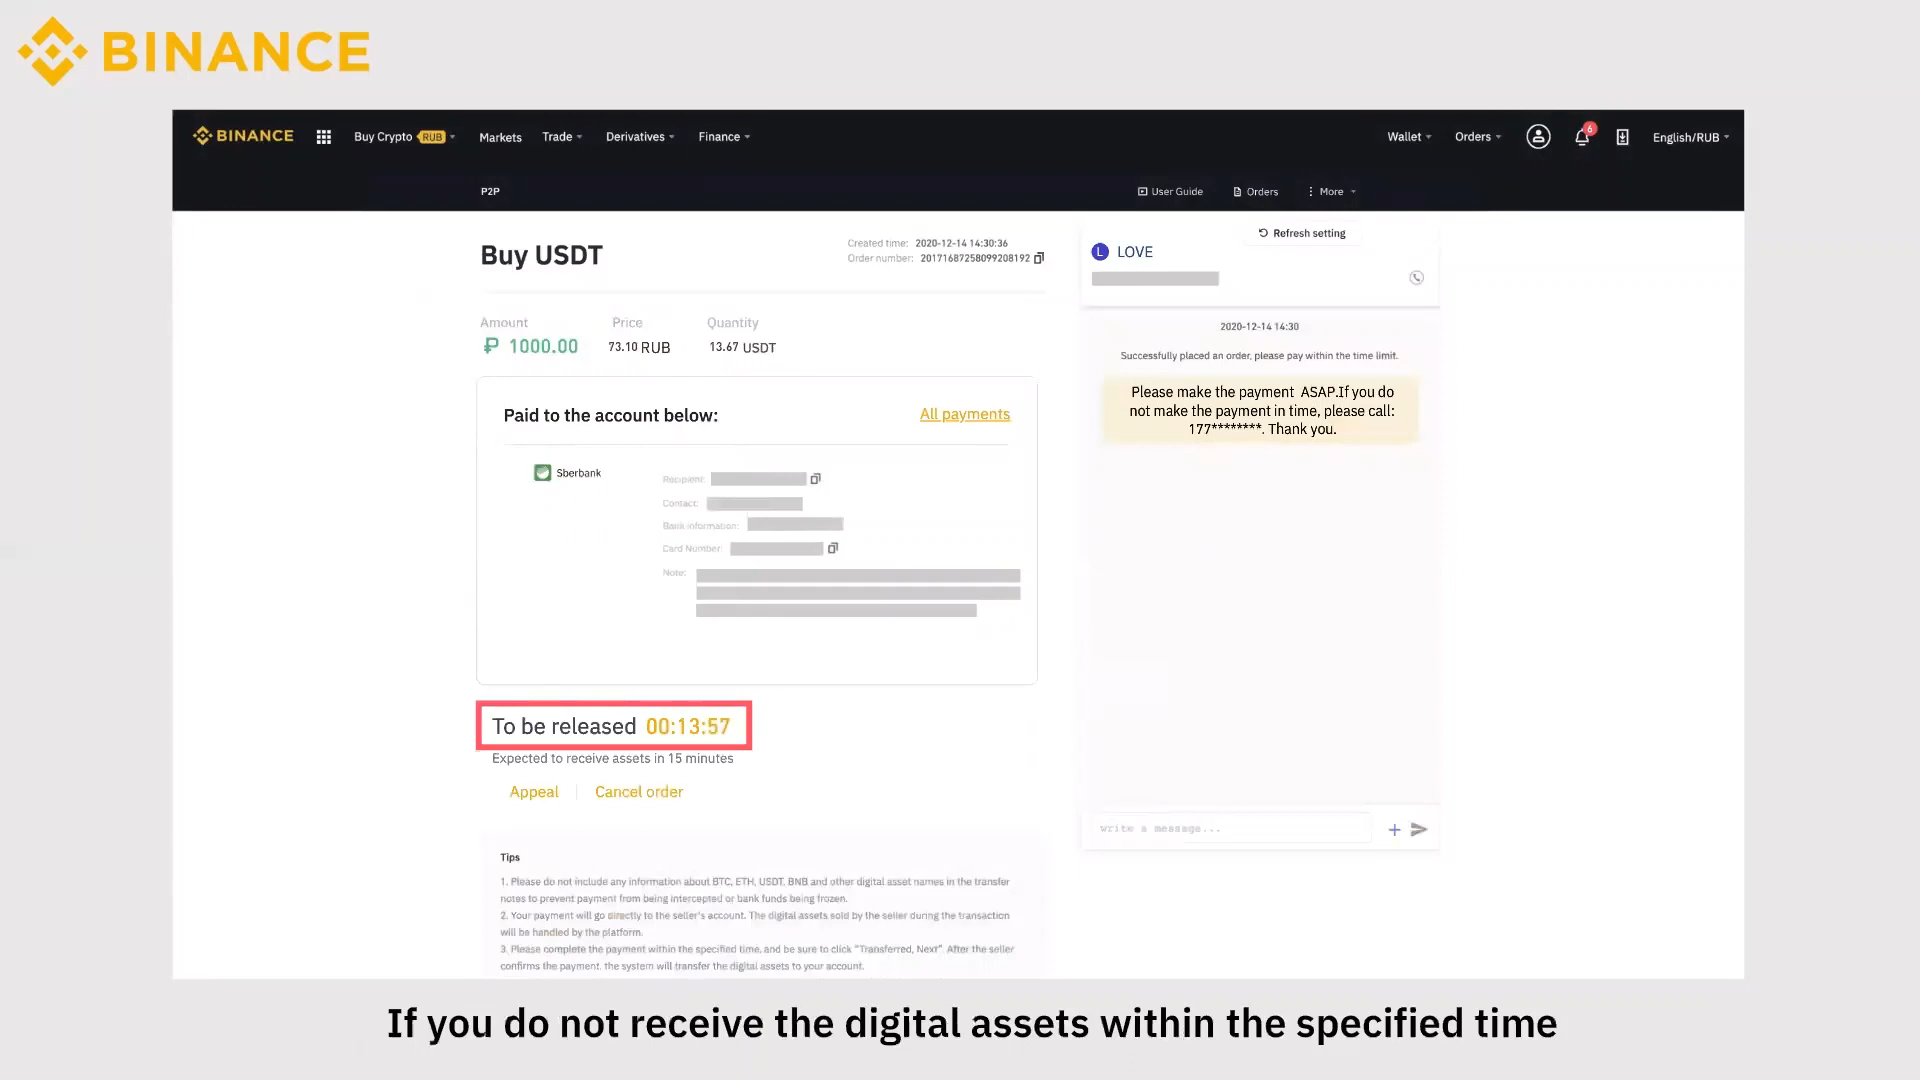 BINANCE
BINANCE
Buy Crypto RUB
Markets
Trade
Derivatives
Finance
Wallet
Orders
6
English/RUB
P2P
User Guide
Orders
More
Buy USDT
Created time: 2020-12-14 14:30:36
Order number: 20171687258099208192
Amount
Price
Quantity
₽ 1000.00
73.10 RUB
13.67 USDT
Paid to the account below:
All payments
Sberbank
Recipient:
Contact:
Bank information:
Card Number:
Note:
To be released 00:13:57
Expected to receive assets in 15 minutes
Appeal
Cancel order
Tips
1. Please do not include any information about BTC, ETH, USDT, BNB and other digital asset names in the transfer
notes to prevent payment from being intercepted or bank funds being frozen.
2. Your payment will go directly to the seller's account. The digital assets sold by the seller during the transaction
will be handled by the platform.
3. Please complete the payment within the specified time, and be sure to click "Transferred, Next". After the seller
confirms the payment, the system will transfer the digital assets to your account.
Refresh setting
L LOVE
2020-12-14 14:30
Successfully placed an order, please pay within the time limit.
Please make the payment ASAP.If you do
not make the payment in time, please call:
177********. Thank you.
write a message...
If you do not receive the digital assets within the specified time